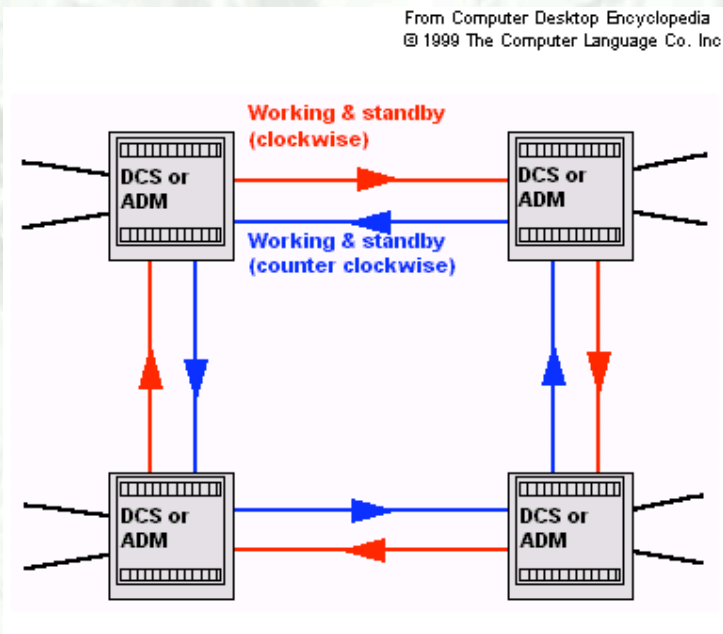 From Computer Desktop Encyclopedia
© 1999 The Computer Language Co. Inc
Working & standby
(clockwise)
DCS or
ADM
DCS or
ADM
Working & standby
(counter clockwise)
DCS or
ADM
DCS or
ADM